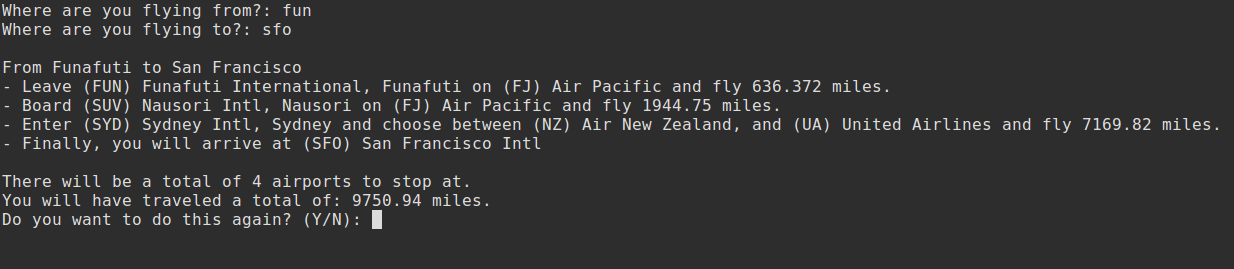 Where are you flying from?: fun
Where are you flying to?: sfo
From Funafuti to San Francisco
- Leave (FUN) Funafuti International, Funafuti on (FJ) Air Pacific and fly 636.372 miles.
- Board (SUV) Nausori Intl, Nausori on (FJ) Air Pacific and fly 1944.75 miles.
- Enter (SYD) Sydney Intl, Sydney and choose between (NZ) Air New Zealand, and (UA) United Airlines and fly 7169.82 miles.
- Finally, you will arrive at (SFO) San Francisco Intl
There will be a total of 4 airports to stop at.
You will have traveled a total of: 9750.94 miles.
Do you want to do this again? (Y/N):